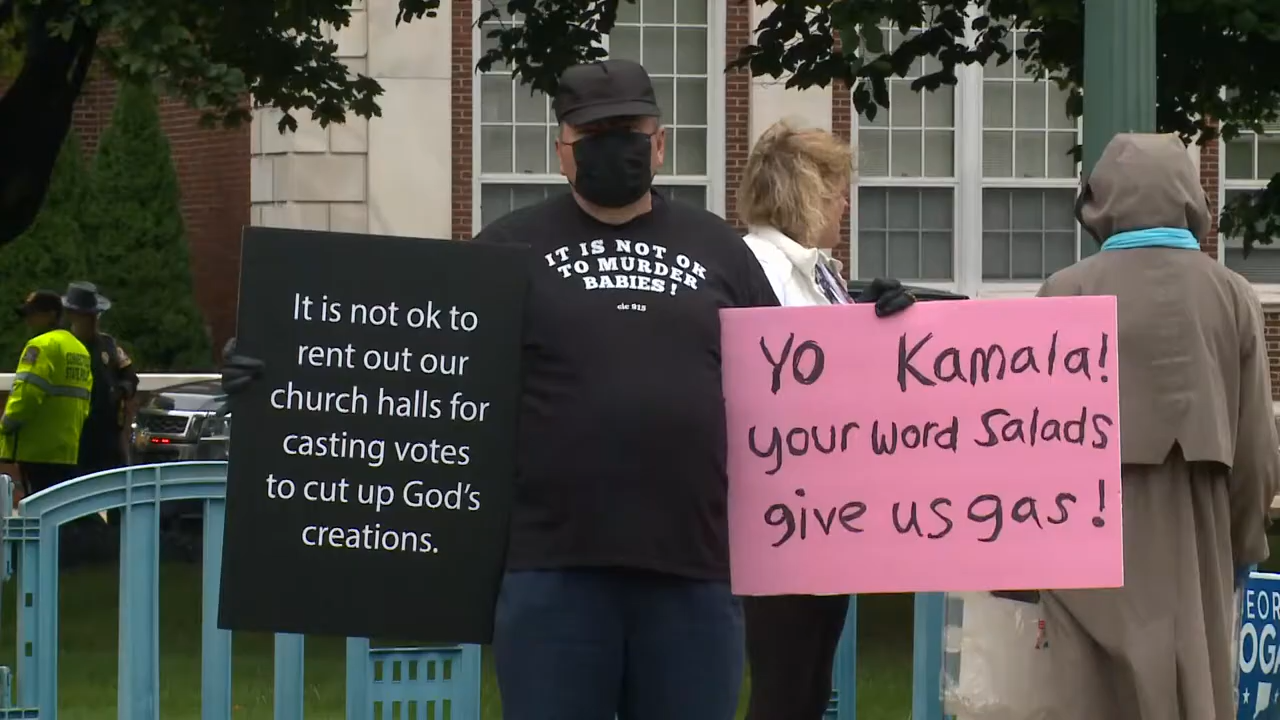 IT IS NOT OK
TO MURDER
BABIES!
It is not ok to
rent out our
church halls for
casting votes
to cut up God's
creations.
Yo Kamala!
your word Salads
give us gas!